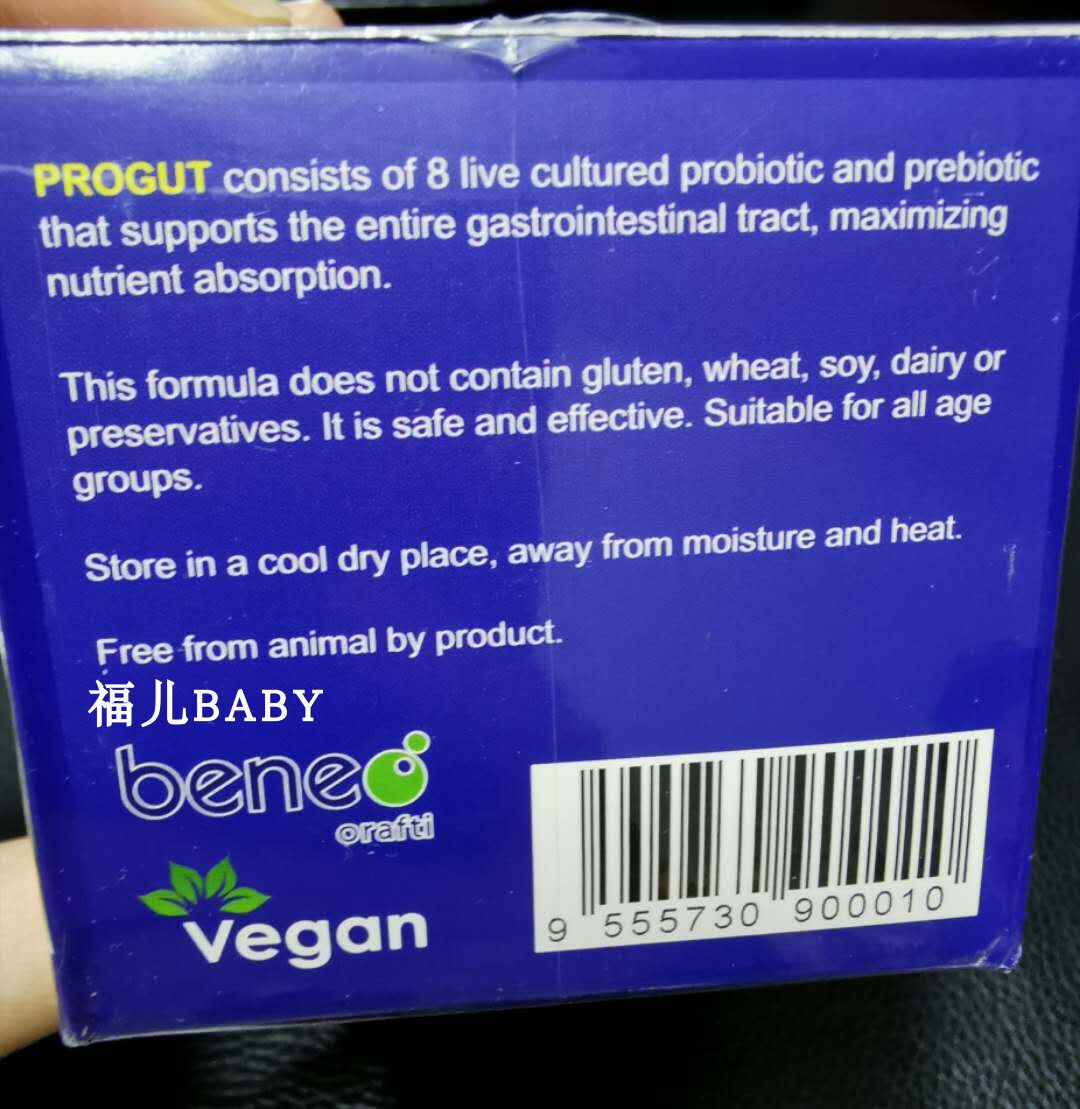 PROGUT consists of 8 live cultured probiotic and prebiotic
that supports the entire gastrointestinal tract, maximizing
nutrient absorption.
This formula does not contain gluten, wheat, soy, dairy or
preservatives. It is safe and effective. Suitable for all age
groups.
Store in a cool dry place, away from moisture and heat.
Free from animal by product.
福儿BABY
beneo
orafti
Vegan
9 555730 900010